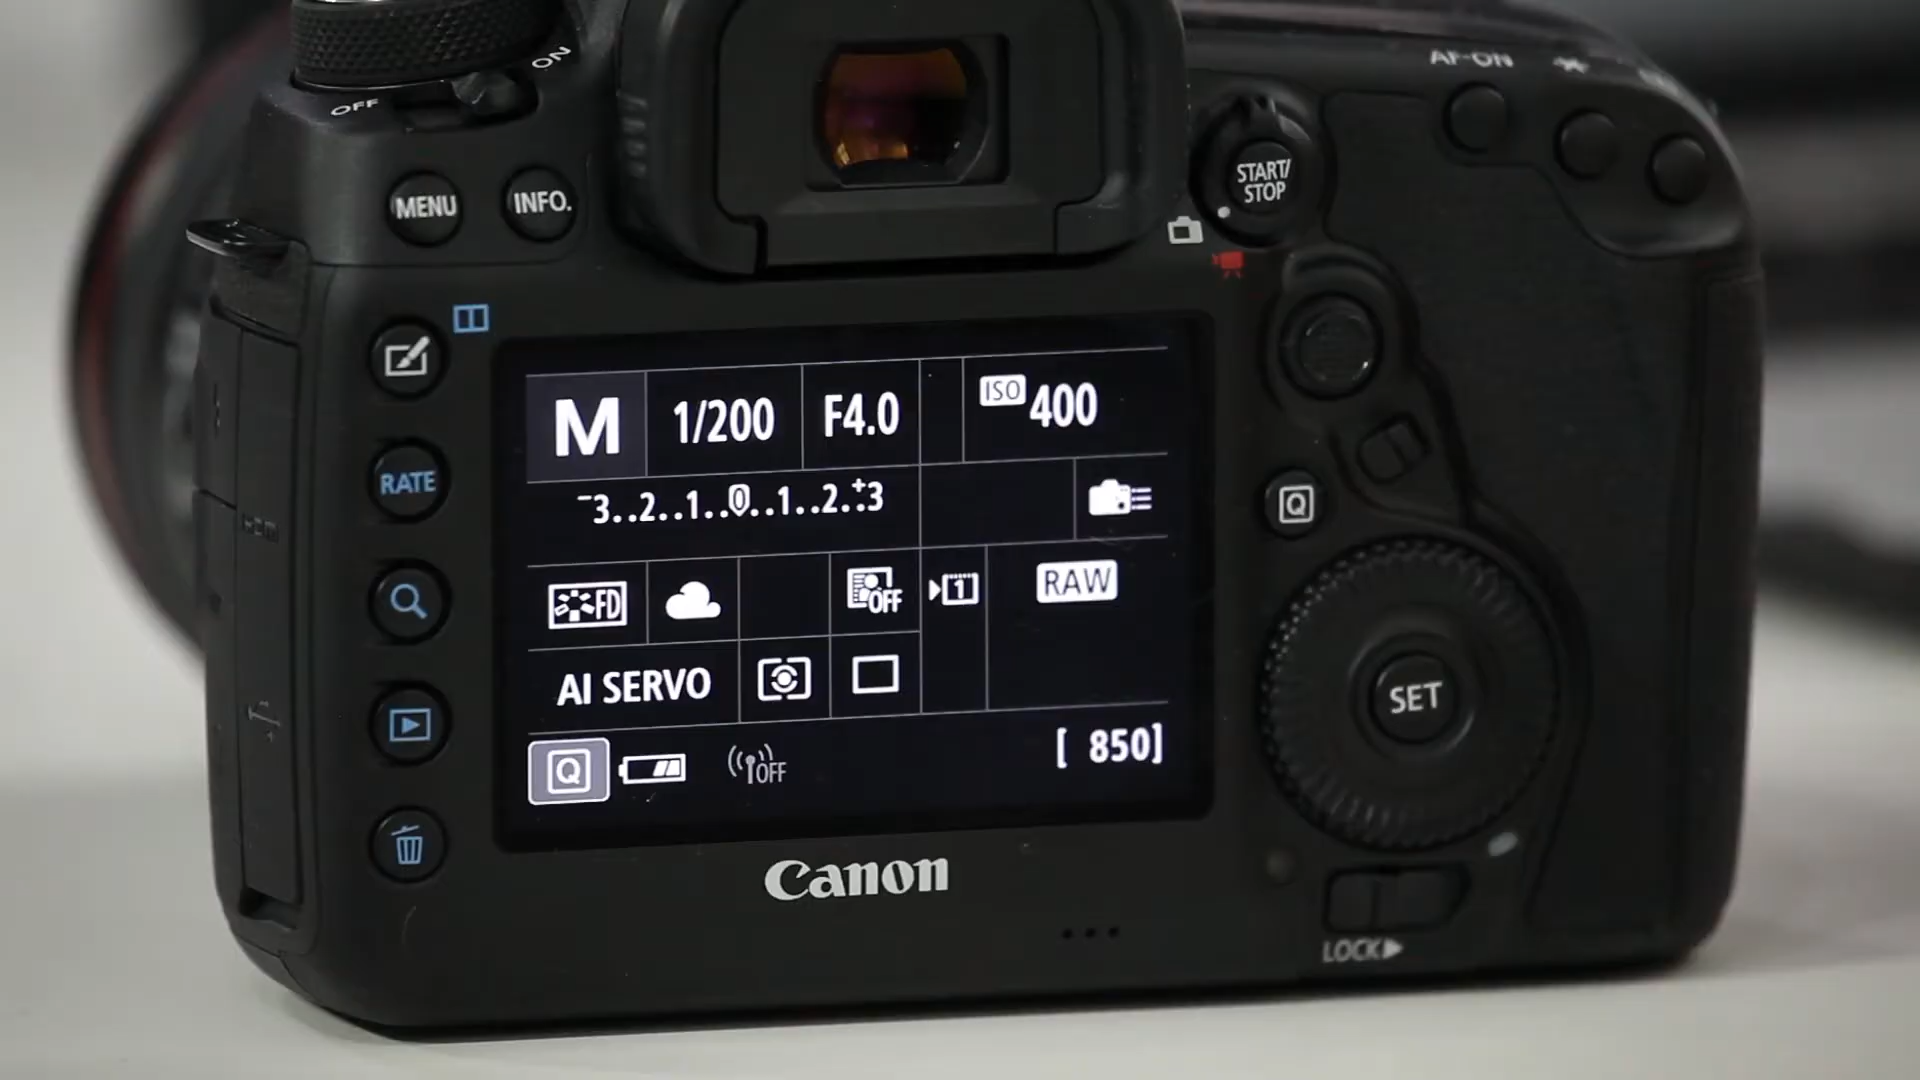 ON
OFF
AF-ON
MENU
INFO.
START/
STOP
RATE
M
1/200
F4.0
ISO
400
-3..2..1..0..1..2..+3
FD
OFF
1
RAW
AI SERVO
Q
OFF
[ 850]
Q
SET
Canon
LOCK▶